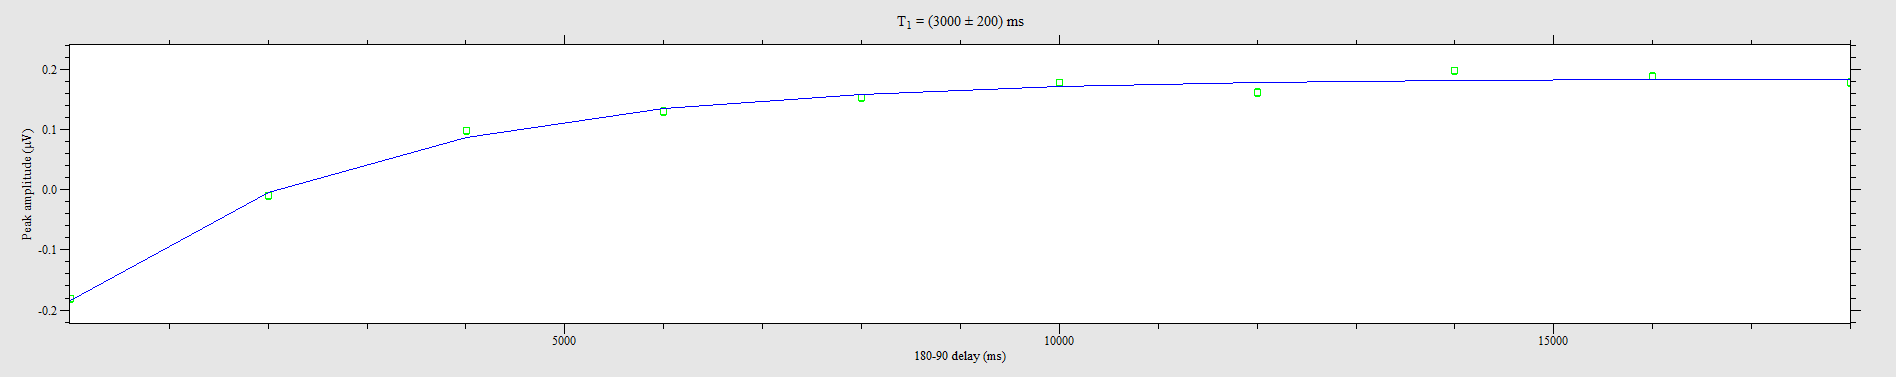 T1 = (3000 ± 200) ms
Peak amplitude (µV)
0.2
0.1
0.0
-0.1
-0.2
5000 10000 15000
180-90 delay (ms)